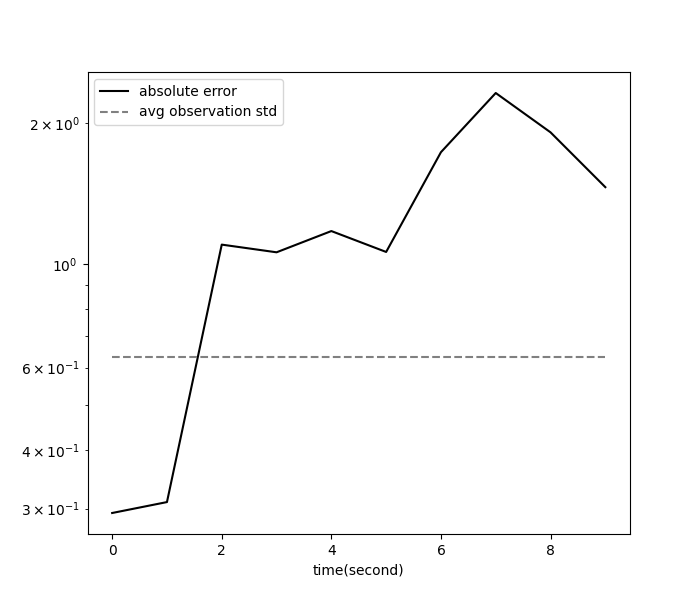 absolute error
avg observation std
2 × 10⁰
10⁰
6 × 10⁻¹
4 × 10⁻¹
3 × 10⁻¹
0 2 4 6 8
time(second)